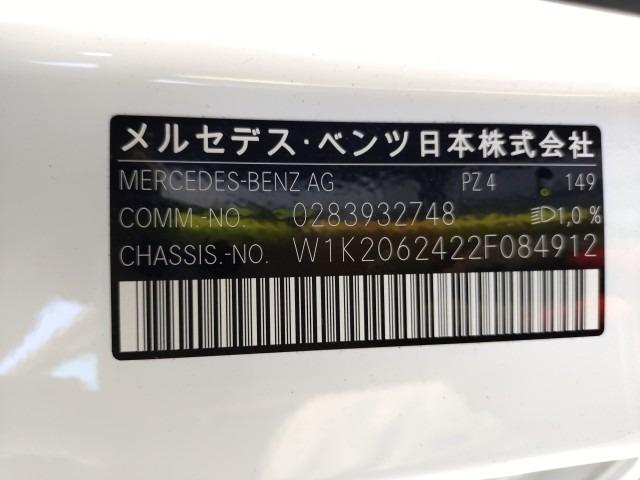 メルセデス・ベンツ日本株式会社
MERCEDES-BENZ AG PZ 4 149
COMM.-NO. 0283932748 1,0 %
CHASSIS.-NO. W1K2062422F084912